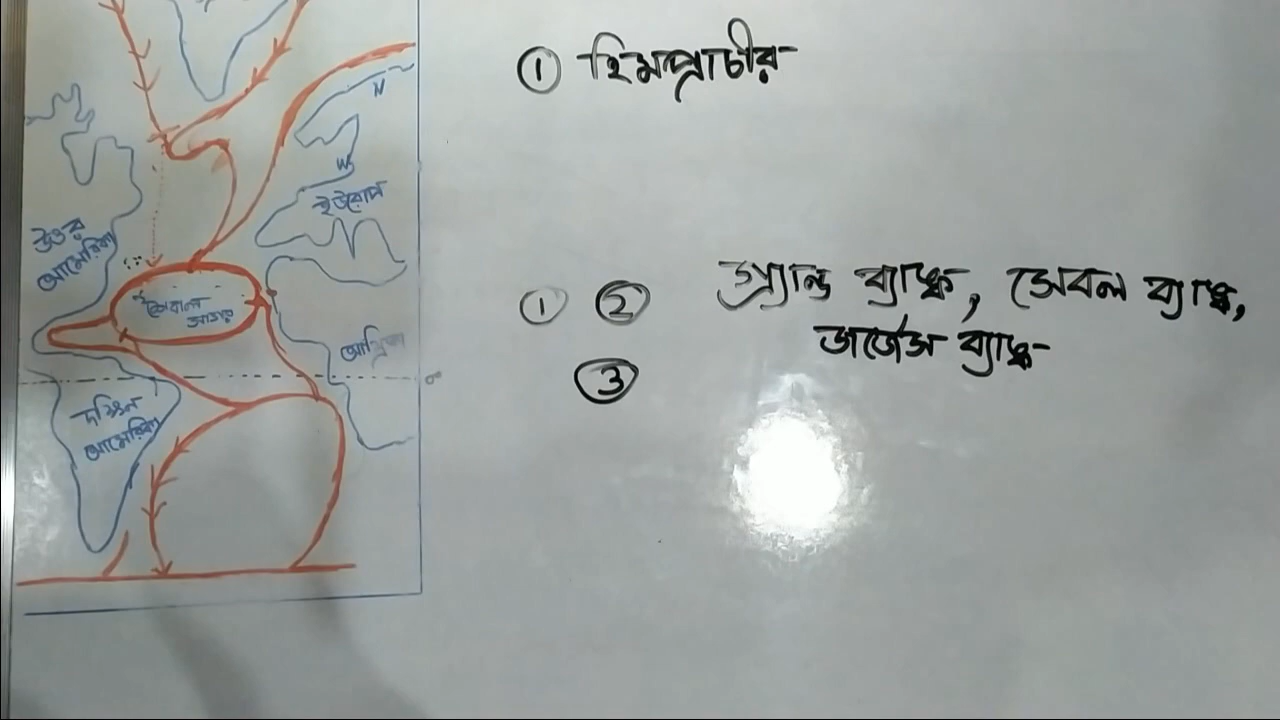 ① হিমপ্রাচীর
N
W
ইউরোপ
উত্তর
আমেরিকা
শৈবাল
সাগর
① ② গ্র্যান্ড ব্যাঙ্ক, সেবল ব্যাঙ্ক,
জর্জেস ব্যাঙ্ক
③
আফ্রিকা
0°
দক্ষিণ
আমেরিকা